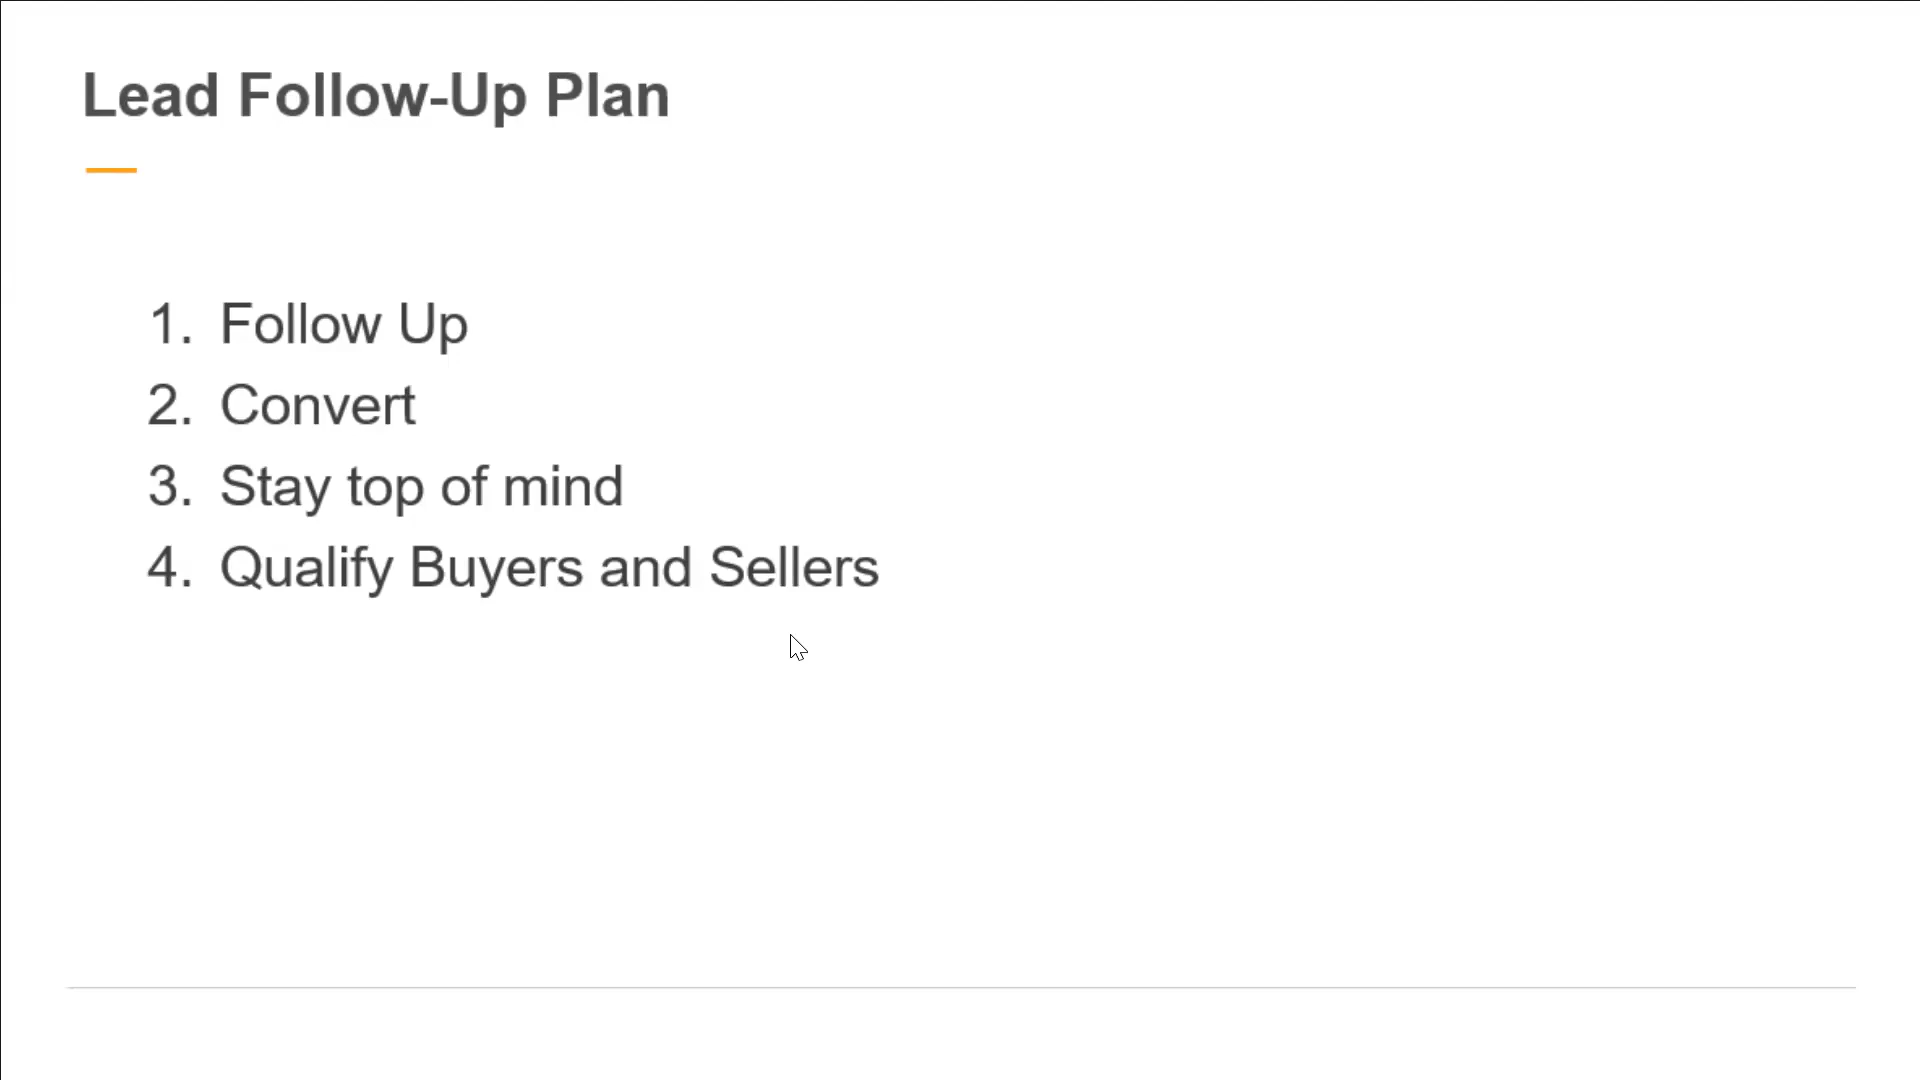 Lead Follow-Up Plan
1. Follow Up
2. Convert
3. Stay top of mind
4. Qualify Buyers and Sellers